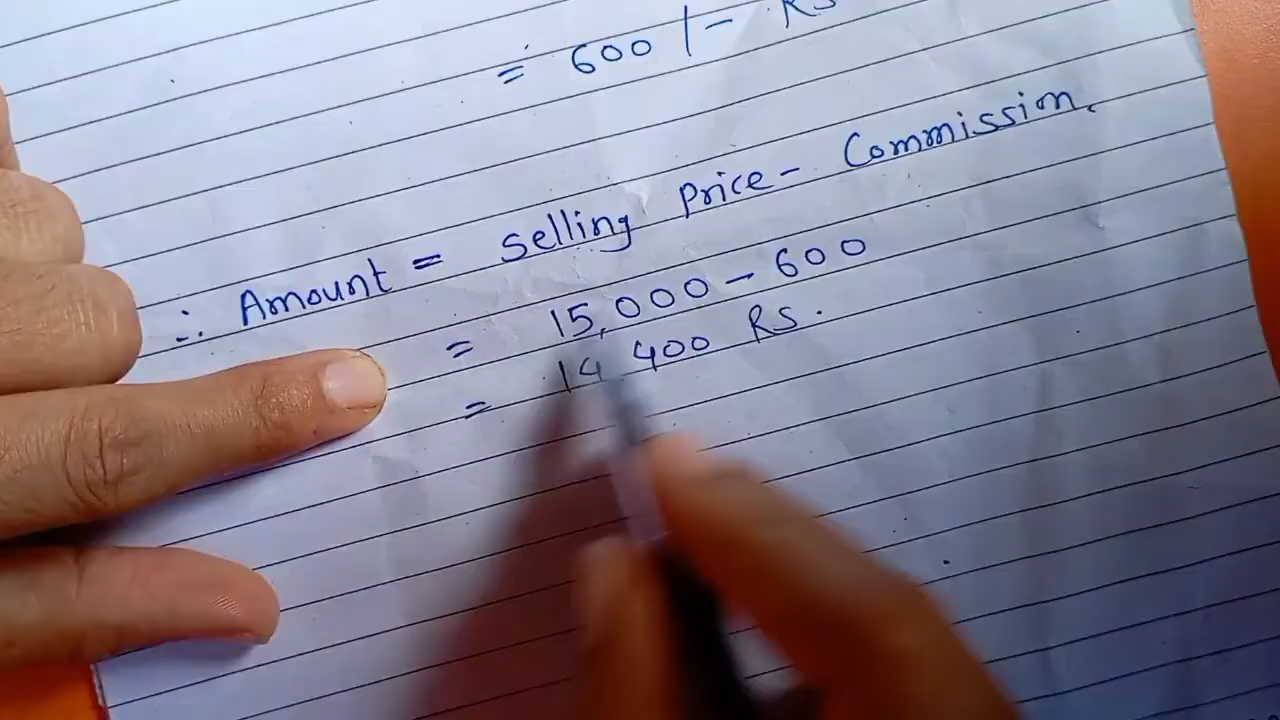 = 600/- Rs
∴ Amount = Selling Price - Commission.
= 15,000 - 600
= 14 400 Rs.